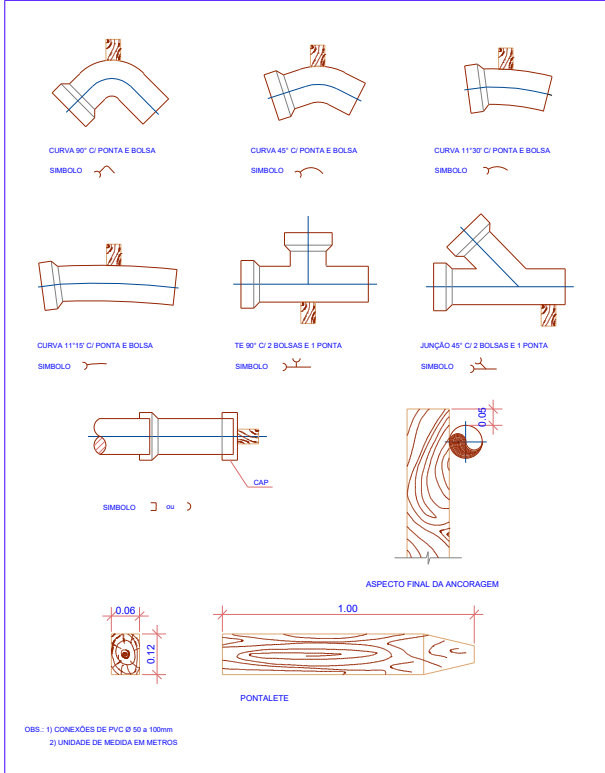 CURVA 90° C/ PONTA E BOLSA
SIMBOLO
CURVA 45° C/ PONTA E BOLSA
SIMBOLO
CURVA 11°30' C/ PONTA E BOLSA
SIMBOLO
CURVA 11°15' C/ PONTA E BOLSA
SIMBOLO
TE 90° C/ 2 BOLSAS E 1 PONTA
SIMBOLO
JUNÇÃO 45° C/ 2 BOLSAS E 1 PONTA
SIMBOLO
CAP
SIMBOLO ou
0.05
ASPECTO FINAL DA ANCORAGEM
0.06
0.12
1.00
PONTALETE
OBS.: 1) CONEXÕES DE PVC Ø 50 a 100mm
2) UNIDADE DE MEDIDA EM METROS